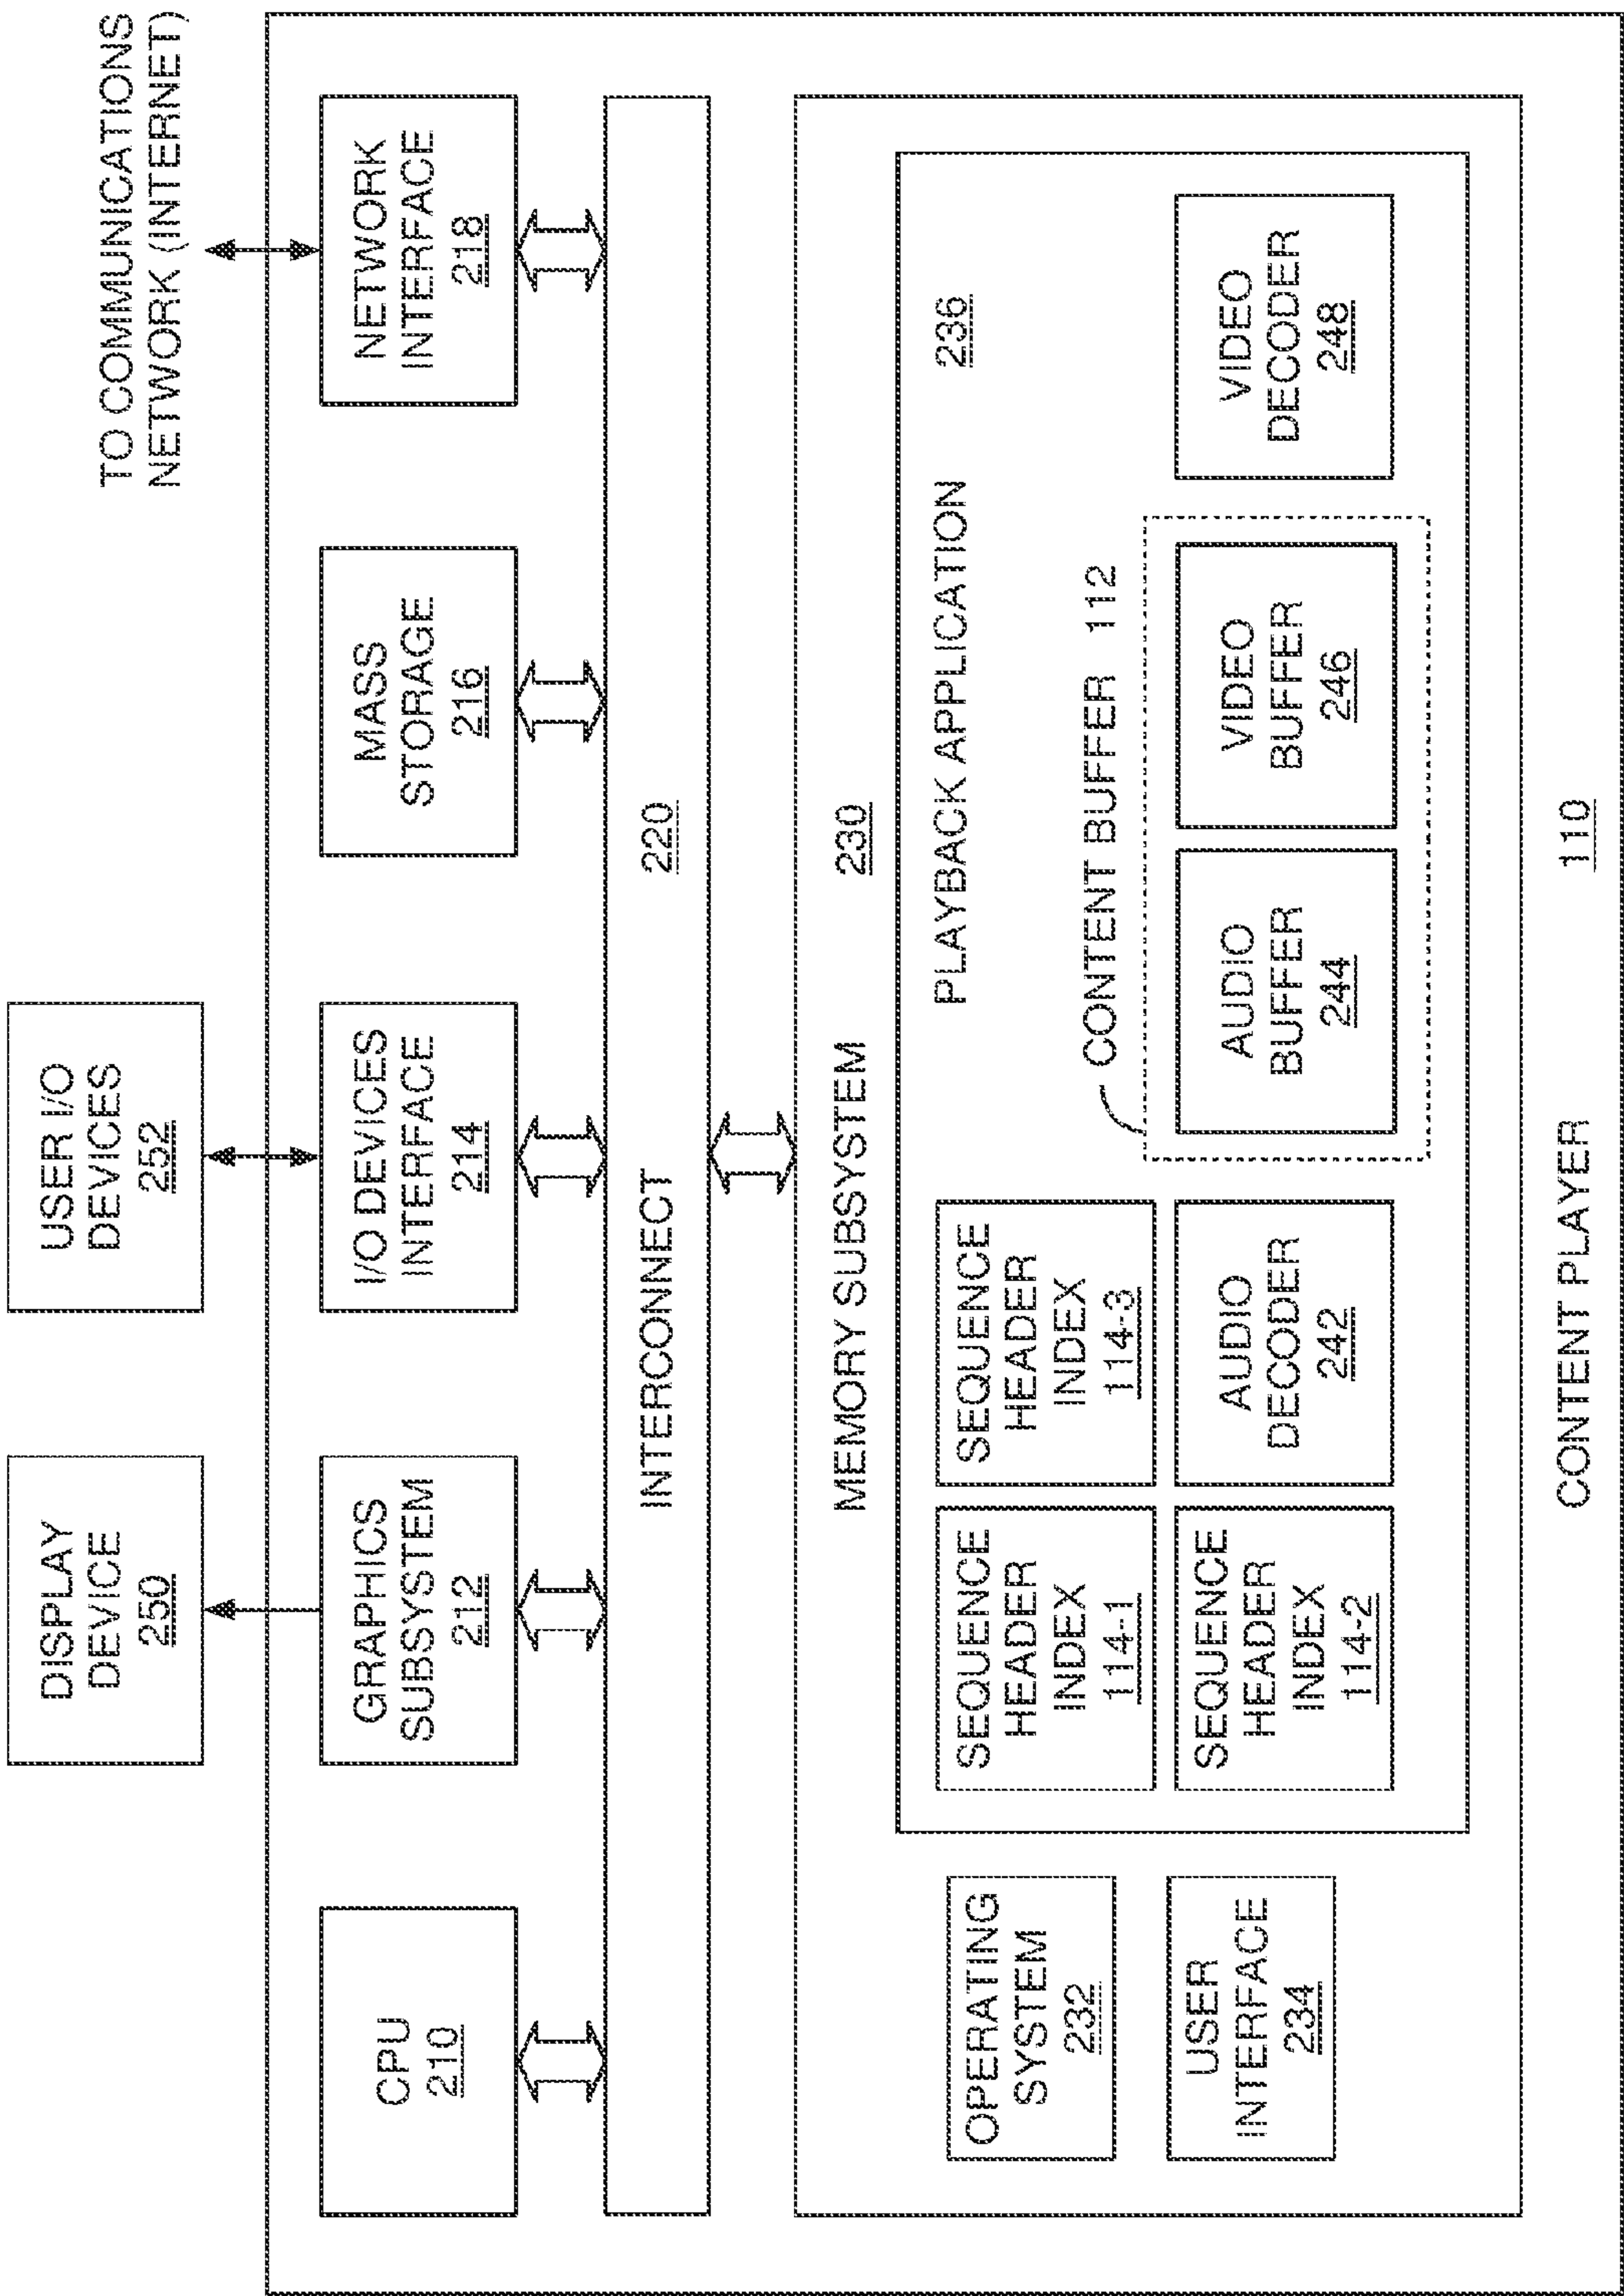 TO COMMUNICATIONS
NETWORK (INTERNET)
DISPLAY
DEVICE
250
USER I/O
DEVICES
252
CPU
210
GRAPHICS
SUBSYSTEM
212
I/O DEVICES
INTERFACE
214
MASS
STORAGE
216
NETWORK
INTERFACE
218
INTERCONNECT
220
MEMORY SUBSYSTEM
230
OPERATING
SYSTEM
232
USER
INTERFACE
234
PLAYBACK APPLICATION
236
SEQUENCE
HEADER
INDEX
114-1
SEQUENCE
HEADER
INDEX
114-3
SEQUENCE
HEADER
INDEX
114-2
AUDIO
DECODER
242
CONTENT BUFFER 112
AUDIO
BUFFER
244
VIDEO
BUFFER
246
VIDEO
DECODER
248
CONTENT PLAYER
110